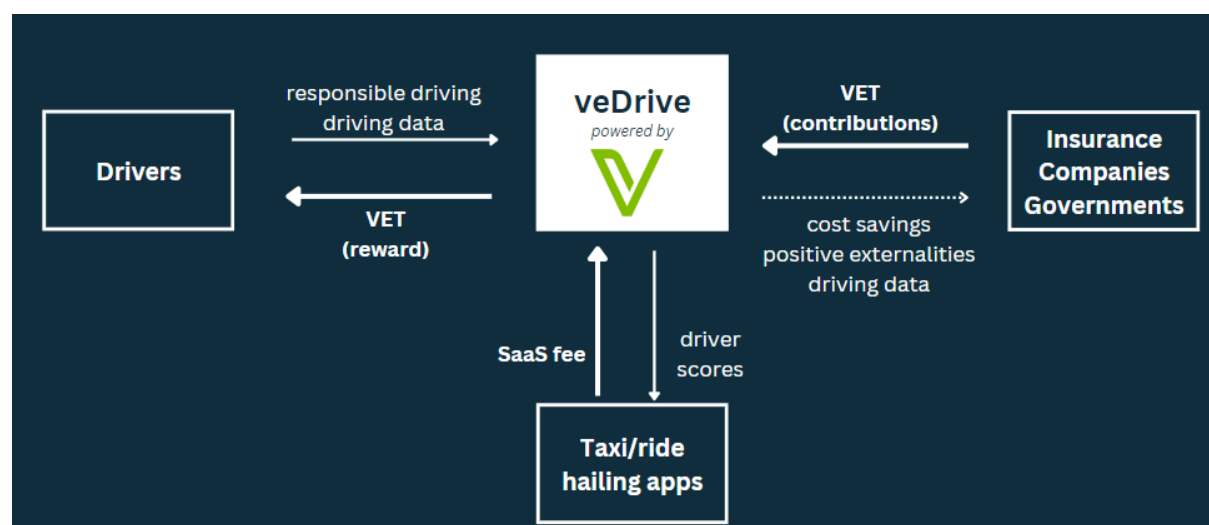 responsible driving
driving data
Drivers
VET
(reward)
veDrive
powered by
VET
(contributions)
Insurance
Companies
Governments
cost savings
positive externalities
driving data
SaaS fee
driver
scores
Taxi/ride
hailing apps